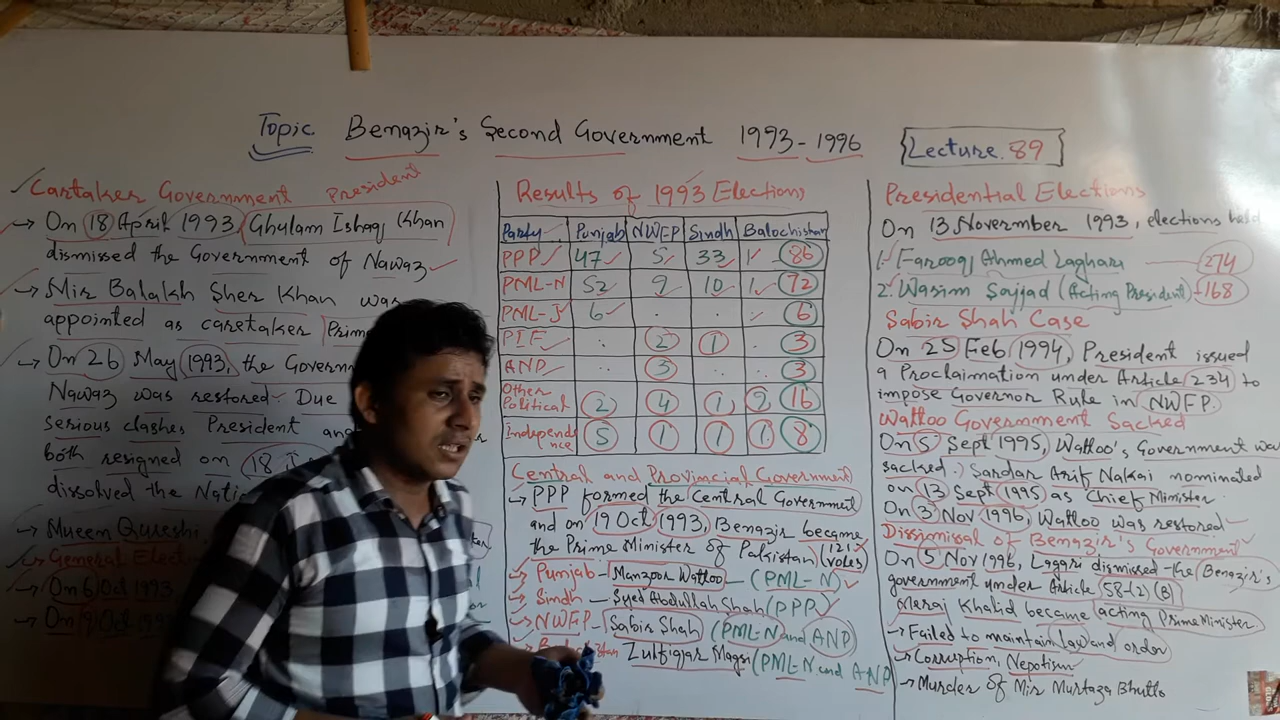 Topic Benazir's Second Government 1993-1996
Lecture.89
Cartaker Government President
→ On 18 April 1993 Ghulam Ishaq Khan
dismissed the Government of Nawaz
→ Mir Balakh Sher Khan was
appointed as caretaker Prim
→ On 26 May 1993, the Governm
Nawaz was restored. Due
serious clashes President an
both resigned on 18
dissolved the Nati
→ Mueen Qureshi
→ General Elect
→ On 6 Oct 1993
→ On 9 Oct 199
Results of 1993 Elections
Party Punjab NWFP Sindh Balochistan
PPP 47 5 33 1 86
PML-N 52 9 10 1 72
PML-J 6 . . . 6
PIF . 2 1 . 3
ANP . 3 . . 3
Other Political 2 4 1 9 16
Independent 5 1 1 1 8
Central and Provincial Government
→ PPP formed the Central Government
and on 19 Oct 1993, Benazir became
the Prime Minister of Pakistan (121 votes)
→ Punjab - Manzoor Wattoo - (PML-N)
→ Sindh - Syed Abdullah Shah (PPP)
→ NWFP - Sabir Shah (PML-N and ANP)
Zulfiqar Magsi (PML-N and ANP
Presidential Elections
On 13 Novermber 1993, elections held
1. Farooq Ahmed Laghari 274
2. Wasim Sajjad (Acting President) - 168
Sabir Shah Case
On 25 Feb 1994, President issued
a Proclaimation under Article 234 to
impose Governor Rule in NWFP.
Wattoo Government Sacked
On 5 Sept 1995, Wattoo's Government was
sacked. Sardar Arif Nakai nominated
on 13 Sept 1995 as Chief Minister.
On 3 Nov 1996, Wattoo was restored
Dissimisal of Benazir's Government
On 5 Nov 1996, Lagari dismissed the Benazir's
government under Article 58-(2)(B)
Meraj Khalid became acting Prime Minister
→ Failed to maintain law and order
→ Corruption, Nepotism
→ Murder of Mir Murtaza Bhutto